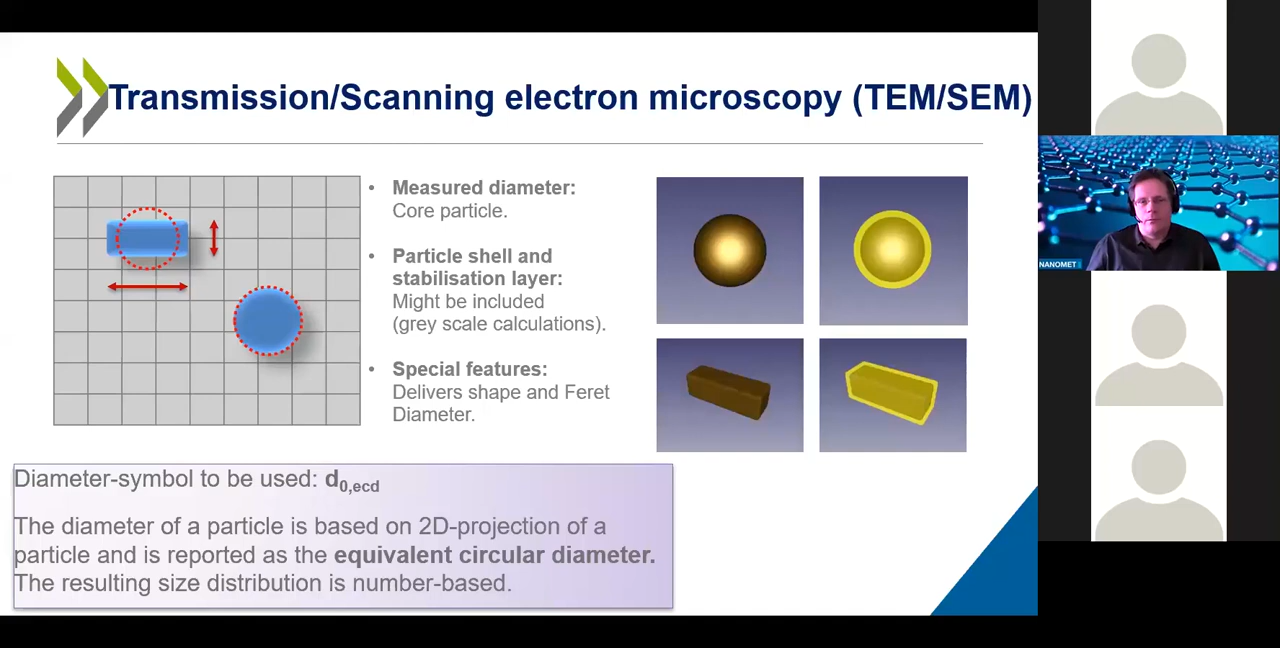 Transmission/Scanning electron microscopy (TEM/SEM)
• Measured diameter:
Core particle.
• Particle shell and
stabilisation layer:
Might be included
(grey scale calculations).
• Special features:
Delivers shape and Feret
Diameter.
Diameter-symbol to be used: d0,ecd
The diameter of a particle is based on 2D-projection of a
particle and is reported as the equivalent circular diameter.
The resulting size distribution is number-based.
NANOMET